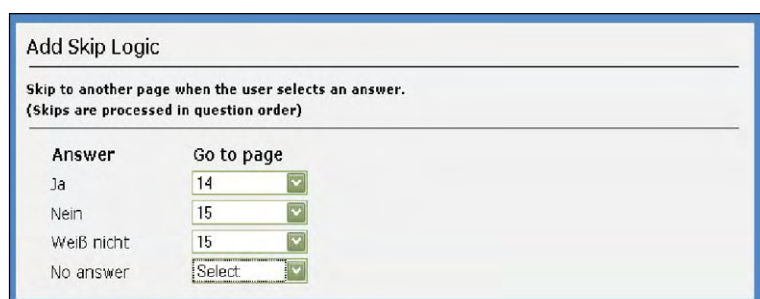 Add Skip Logic
Skip to another page when the user selects an answer.
(Skips are processed in question order)
Answer Go to page
Ja 14
Nein 15
Weiß nicht 15
No answer Select